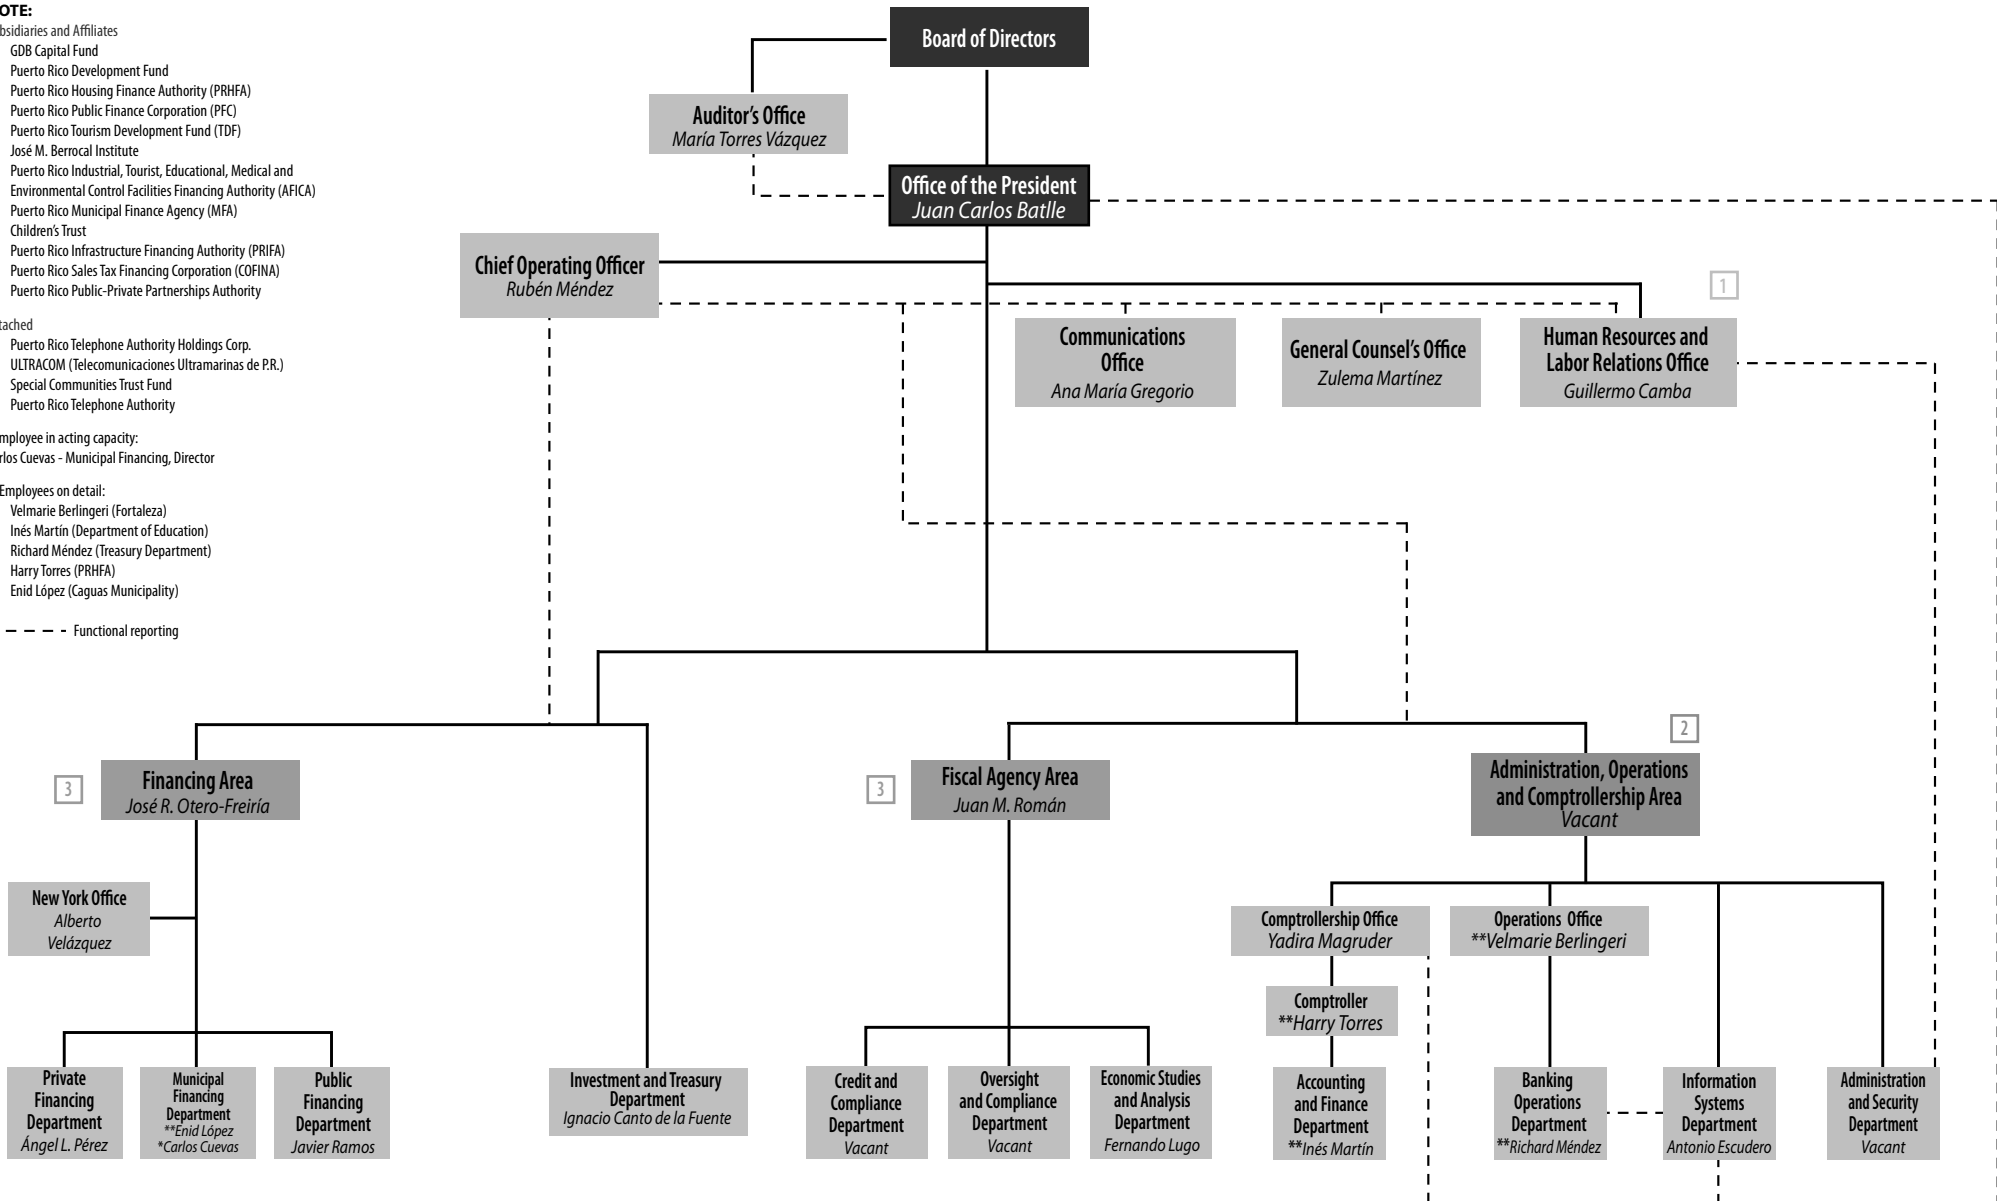 OTE:
bsidiaries and Affiliates
GDB Capital Fund
Puerto Rico Development Fund
Puerto Rico Housing Finance Authority (PRHFA)
Puerto Rico Public Finance Corporation (PFC)
Puerto Rico Tourism Development Fund (TDF)
José M. Berrocal Institute
Puerto Rico Industrial, Tourist, Educational, Medical and
Environmental Control Facilities Financing Authority (AFICA)
Puerto Rico Municipal Finance Agency (MFA)
Children's Trust
Puerto Rico Infrastructure Financing Authority (PRIFA)
Puerto Rico Sales Tax Financing Corporation (COFINA)
Puerto Rico Public-Private Partnerships Authority
tached
Puerto Rico Telephone Authority Holdings Corp.
ULTRACOM (Telecomunicaciones Ultramarinas de P.R.)
Special Communities Trust Fund
Puerto Rico Telephone Authority
mployee in acting capacity:
rlos Cuevas - Municipal Financing, Director
Employees on detail:
Velmarie Berlingeri (Fortaleza)
Inés Martín (Department of Education)
Richard Méndez (Treasury Department)
Harry Torres (PRHFA)
Enid López (Caguas Municipality)
Functional reporting
Board of Directors
Auditor's Office
María Torres Vázquez
Office of the President
Juan Carlos Batlle
Chief Operating Officer
Rubén Méndez
1
Communications
Office
Ana María Gregorio
General Counsel's Office
Zulema Martínez
Human Resources and
Labor Relations Office
Guillermo Camba
3
Financing Area
José R. Otero-Freiría
3
Fiscal Agency Area
Juan M. Román
2
Administration, Operations
and Comptrollership Area
Vacant
New York Office
Alberto
Velázquez
Comptrollership Office
Yadira Magruder
Operations Office
**Velmarie Berlingeri
Comptroller
**Harry Torres
Private
Financing
Department
Ángel L. Pérez
Municipal
Financing
Department
**Enid López
*Carlos Cuevas
Public
Financing
Department
Javier Ramos
Investment and Treasury
Department
Ignacio Canto de la Fuente
Credit and
Compliance
Department
Vacant
Oversight
and Compliance
Department
Vacant
Economic Studies
and Analysis
Department
Fernando Lugo
Accounting
and Finance
Department
**Inés Martín
Banking
Operations
Department
**Richard Méndez
Information
Systems
Department
Antonio Escudero
Administration
and Security
Department
Vacant